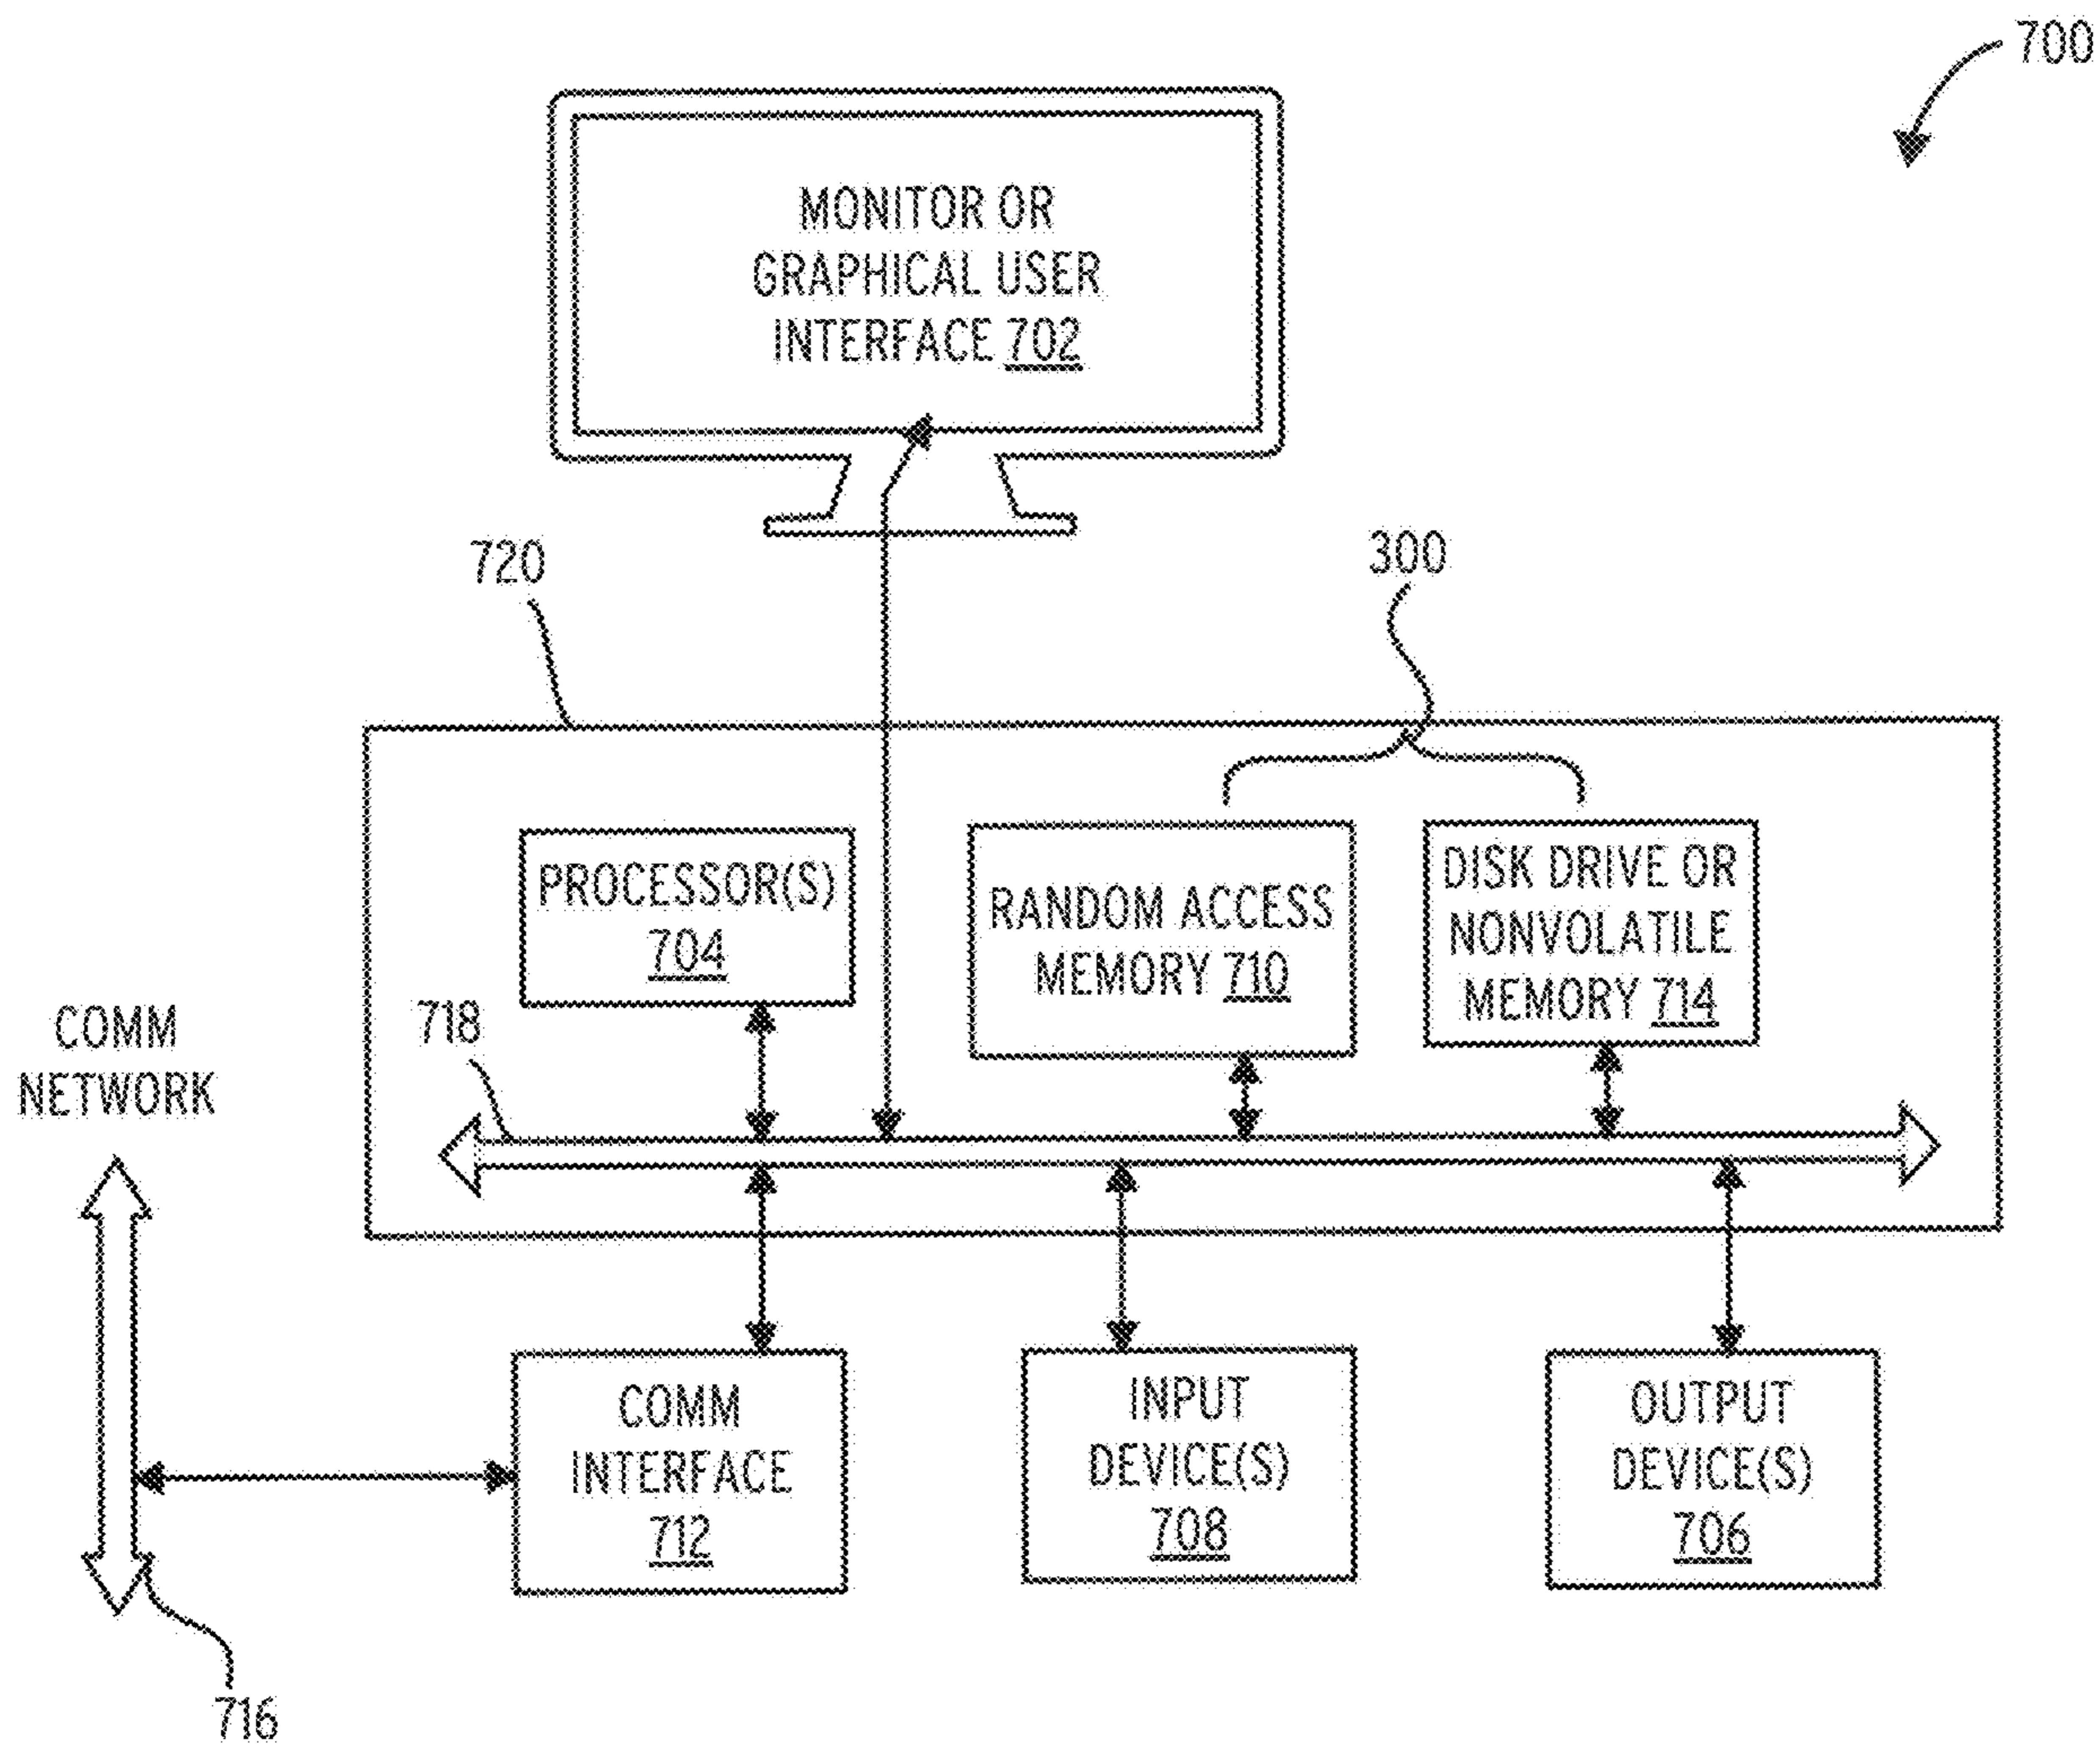 700
MONITOR OR
GRAPHICAL USER
INTERFACE 702
720
300
PROCESSOR(S)
704
RANDOM ACCESS
MEMORY 710
DISK DRIVE OR
NONVOLATILE
MEMORY 714
718
COMM
NETWORK
COMM
INTERFACE
712
INPUT
DEVICE(S)
708
OUTPUT
DEVICE(S)
706
716